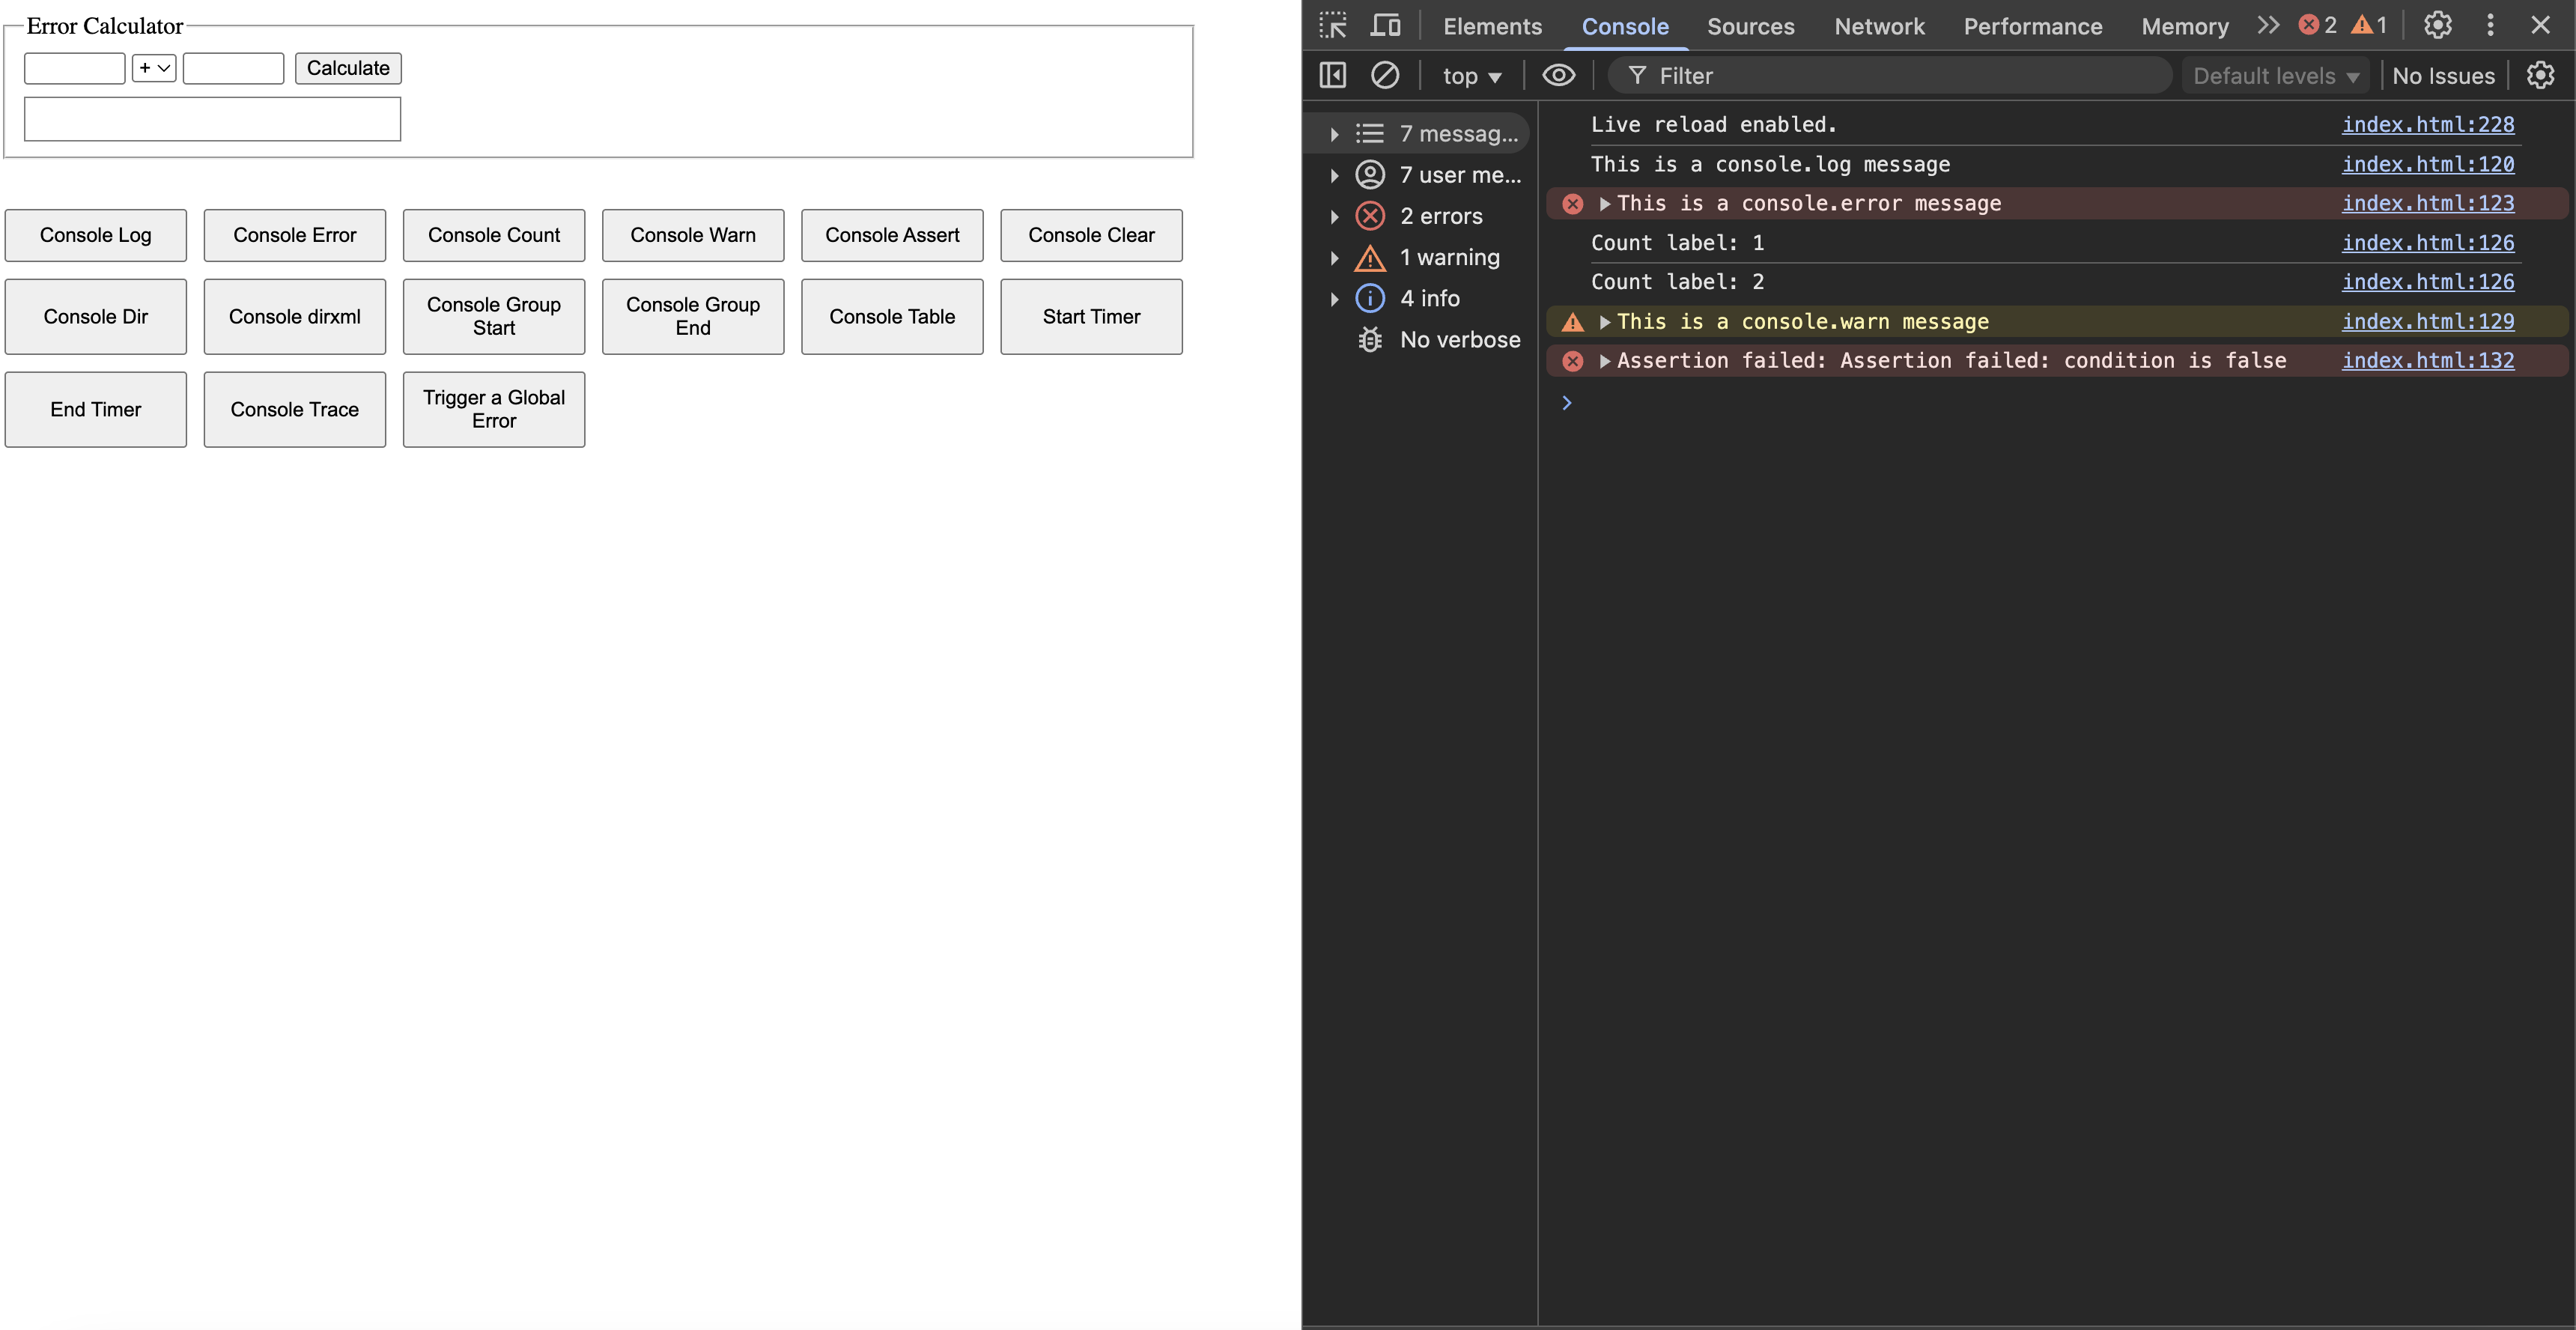 Error Calculator
+
Calculate
Console Log
Console Error
Console Count
Console Warn
Console Assert
Console Clear
Console Dir
Console dirxml
Console Group
Start
Console Group
End
Console Table
Start Timer
End Timer
Console Trace
Trigger a Global
Error
Elements Console Sources Network Performance Memory 2 1
top Filter Default levels No Issues
7 messag...
7 user me...
2 errors
1 warning
4 info
No verbose
Live reload enabled. index.html:228
This is a console.log message index.html:120
This is a console.error message index.html:123
Count label: 1 index.html:126
Count label: 2 index.html:126
This is a console.warn message index.html:129
Assertion failed: Assertion failed: condition is false index.html:132